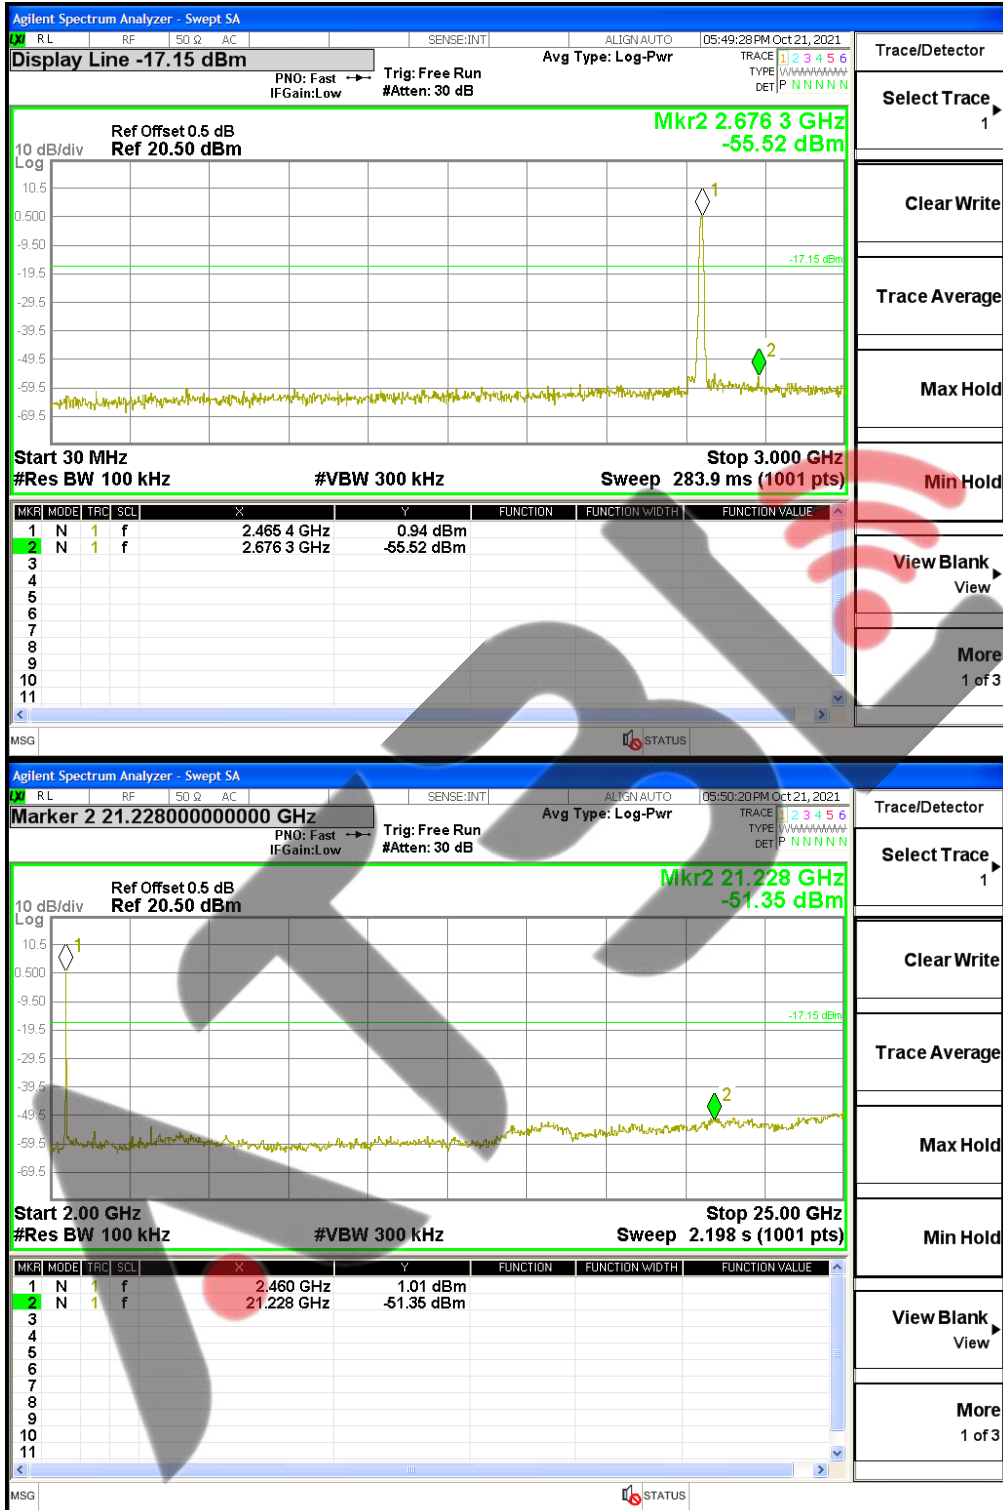 Agilent Spectrum Analyzer - Swept SA
LXI RL RF 50 Ω AC SENSE:INT ALIGN AUTO 05:49:28 PM Oct 21, 2021
Display Line -17.15 dBm
Avg Type: Log-Pwr
TRACE 1 2 3 4 5 6
TYPE
PNO: Fast
Trig: Free Run
IFGain:Low
#Atten: 30 dB
DET P N N N N N
Trace/Detector
Select Trace
1
Clear Write
Trace Average
Max Hold
Min Hold
View Blank
View
More
1 of 3
Mkr2 2.676 3 GHz
-55.52 dBm
Ref Offset 0.5 dB
10 dB/div Ref 20.50 dBm
Log
10.5
0.500
-9.50
-19.5
-29.5
-39.5
-49.5
-59.5
-69.5
1
-17.15 dBm
2
Start 30 MHz Stop 3.000 GHz
#Res BW 100 kHz #VBW 300 kHz Sweep 283.9 ms (1001 pts)
MKR MODE TRC SCL X Y FUNCTION FUNCTION WIDTH FUNCTION VALUE
1 N 1 f 2.465 4 GHz 0.94 dBm
2 N 1 f 2.676 3 GHz -55.52 dBm
3
4
5
6
7
8
9
10
11
MSG STATUS
Agilent Spectrum Analyzer - Swept SA
LXI RL RF 50 Ω AC SENSE:INT ALIGN AUTO 05:50:20 PM Oct 21, 2021
Marker 2 21.228000000000 GHz
Avg Type: Log-Pwr
TRACE 1 2 3 4 5 6
TYPE
PNO: Fast
Trig: Free Run
IFGain:Low
#Atten: 30 dB
DET P N N N N N
Trace/Detector
Select Trace
1
Clear Write
Trace Average
Max Hold
Min Hold
View Blank
View
More
1 of 3
Mkr2 21.228 GHz
-51.35 dBm
Ref Offset 0.5 dB
10 dB/div Ref 20.50 dBm
Log
10.5
0.500
-9.50
-19.5
-29.5
-39.5
-49.5
-59.5
-69.5
1
-17.15 dBm
2
Start 2.00 GHz Stop 25.00 GHz
#Res BW 100 kHz #VBW 300 kHz Sweep 2.198 s (1001 pts)
MKR MODE TRC SCL X Y FUNCTION FUNCTION WIDTH FUNCTION VALUE
1 N 1 f 2.460 GHz 1.01 dBm
2 N 1 f 21.228 GHz -51.35 dBm
3
4
5
6
7
8
9
10
11
MSG STATUS